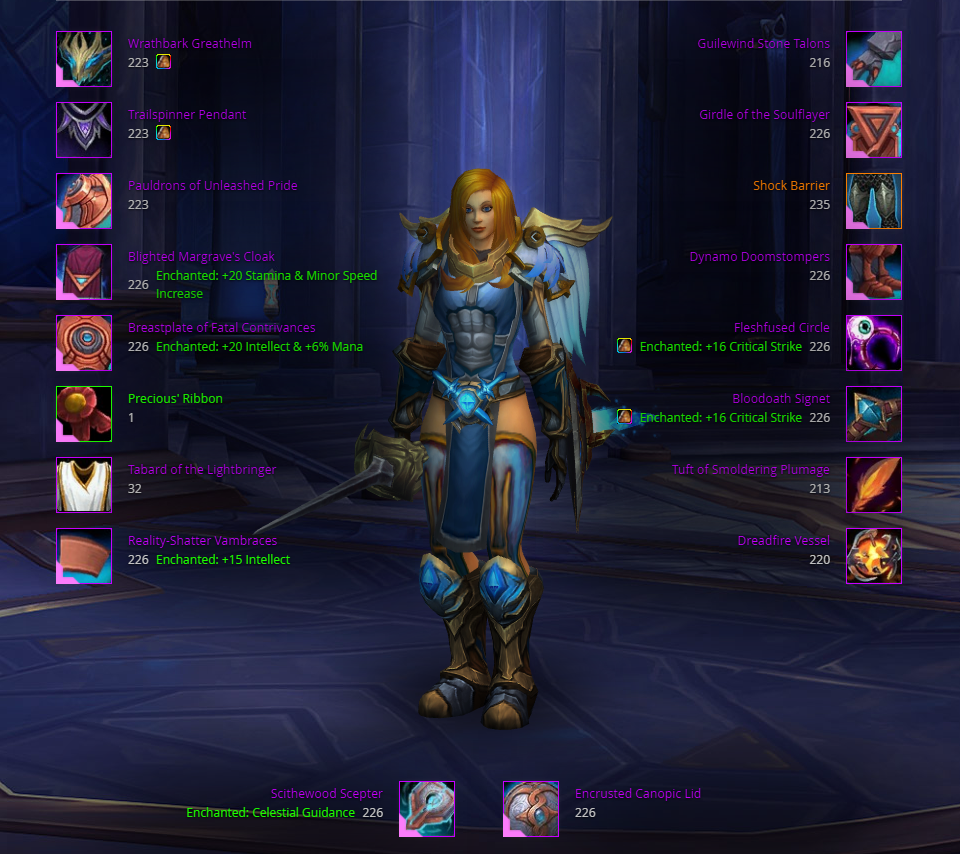 Wrathbark Greathelm
223
Trailspinner Pendant
223
Pauldrons of Unleashed Pride
223
Blighted Margrave's Cloak
226 Enchanted: +20 Stamina & Minor Speed
Increase
Breastplate of Fatal Contrivances
226 Enchanted: +20 Intellect & +6% Mana
Precious' Ribbon
1
Tabard of the Lightbringer
32
Reality-Shatter Vambraces
226 Enchanted: +15 Intellect
Guilewind Stone Talons
216
Girdle of the Soulflayer
226
Shock Barrier
235
Dynamo Doomstompers
226
Fleshfused Circle
Enchanted: +16 Critical Strike 226
Bloodoath Signet
Enchanted: +16 Critical Strike 226
Tuft of Smoldering Plumage
213
Dreadfire Vessel
220
Scithewood Scepter
Enchanted: Celestial Guidance 226
Encrusted Canopic Lid
226